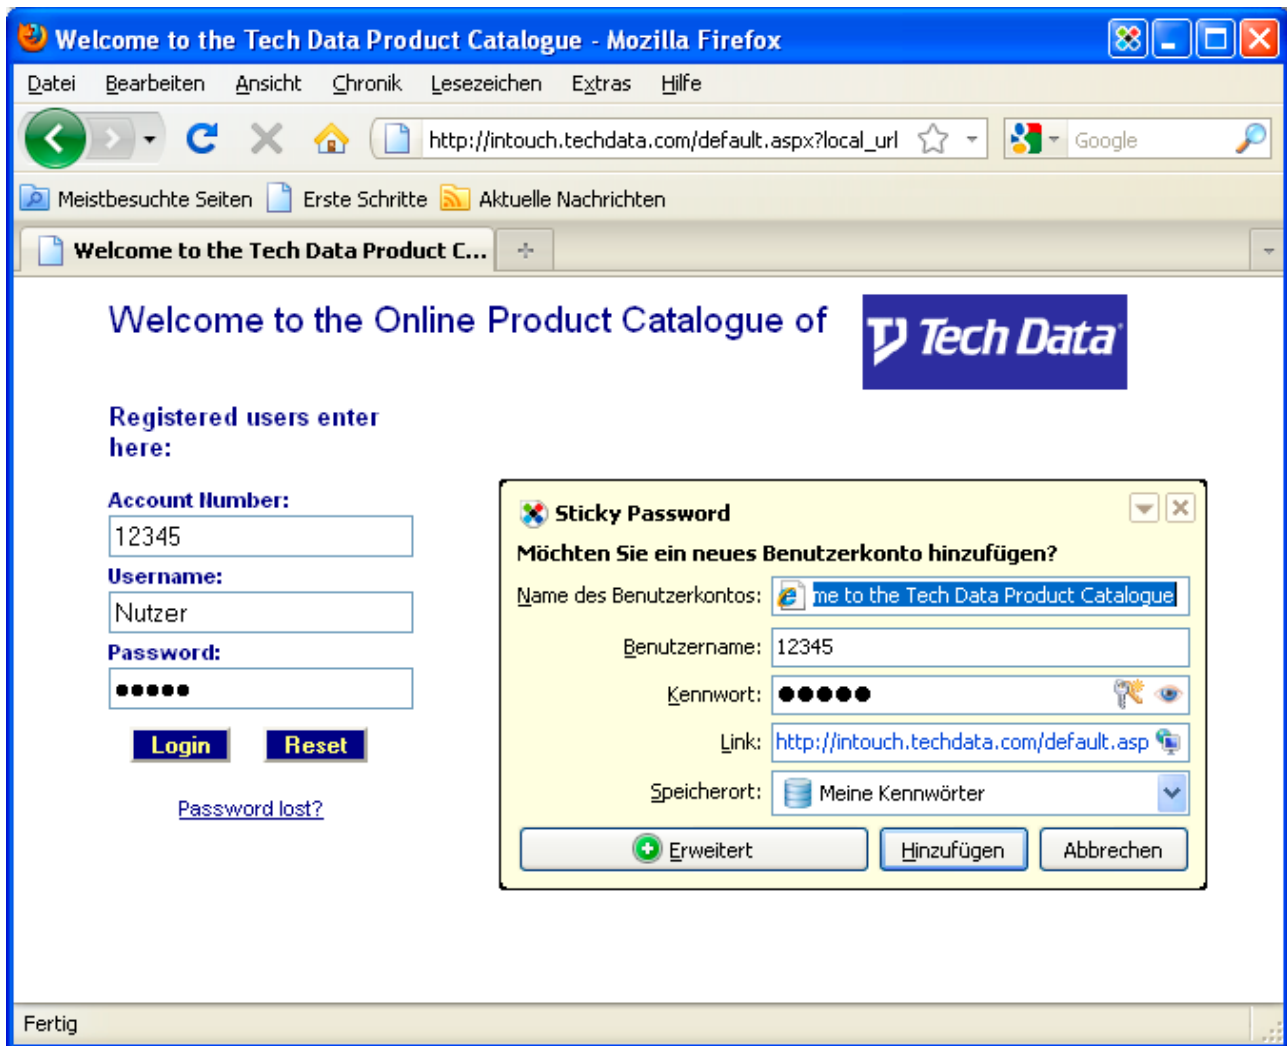 Welcome to the Tech Data Product Catalogue - Mozilla Firefox
Datei Bearbeiten Ansicht Chronik Lesezeichen Extras Hilfe
http://intouch.techdata.com/default.aspx?local_url
Google
Meistbesuchte Seiten Erste Schritte Aktuelle Nachrichten
Welcome to the Tech Data Product C...
Welcome to the Online Product Catalogue of
Tech Data
Registered users enter
here:
Account Number:
12345
Username:
Nutzer
Password:
●●●●●
Login Reset
Password lost?
Sticky Password
Möchten Sie ein neues Benutzerkonto hinzufügen?
Name des Benutzerkontos: me to the Tech Data Product Catalogue
Benutzername: 12345
Kennwort: ●●●●●
Link: http://intouch.techdata.com/default.asp
Speicherort: Meine Kennwörter
Erweitert Hinzufügen Abbrechen
Fertig